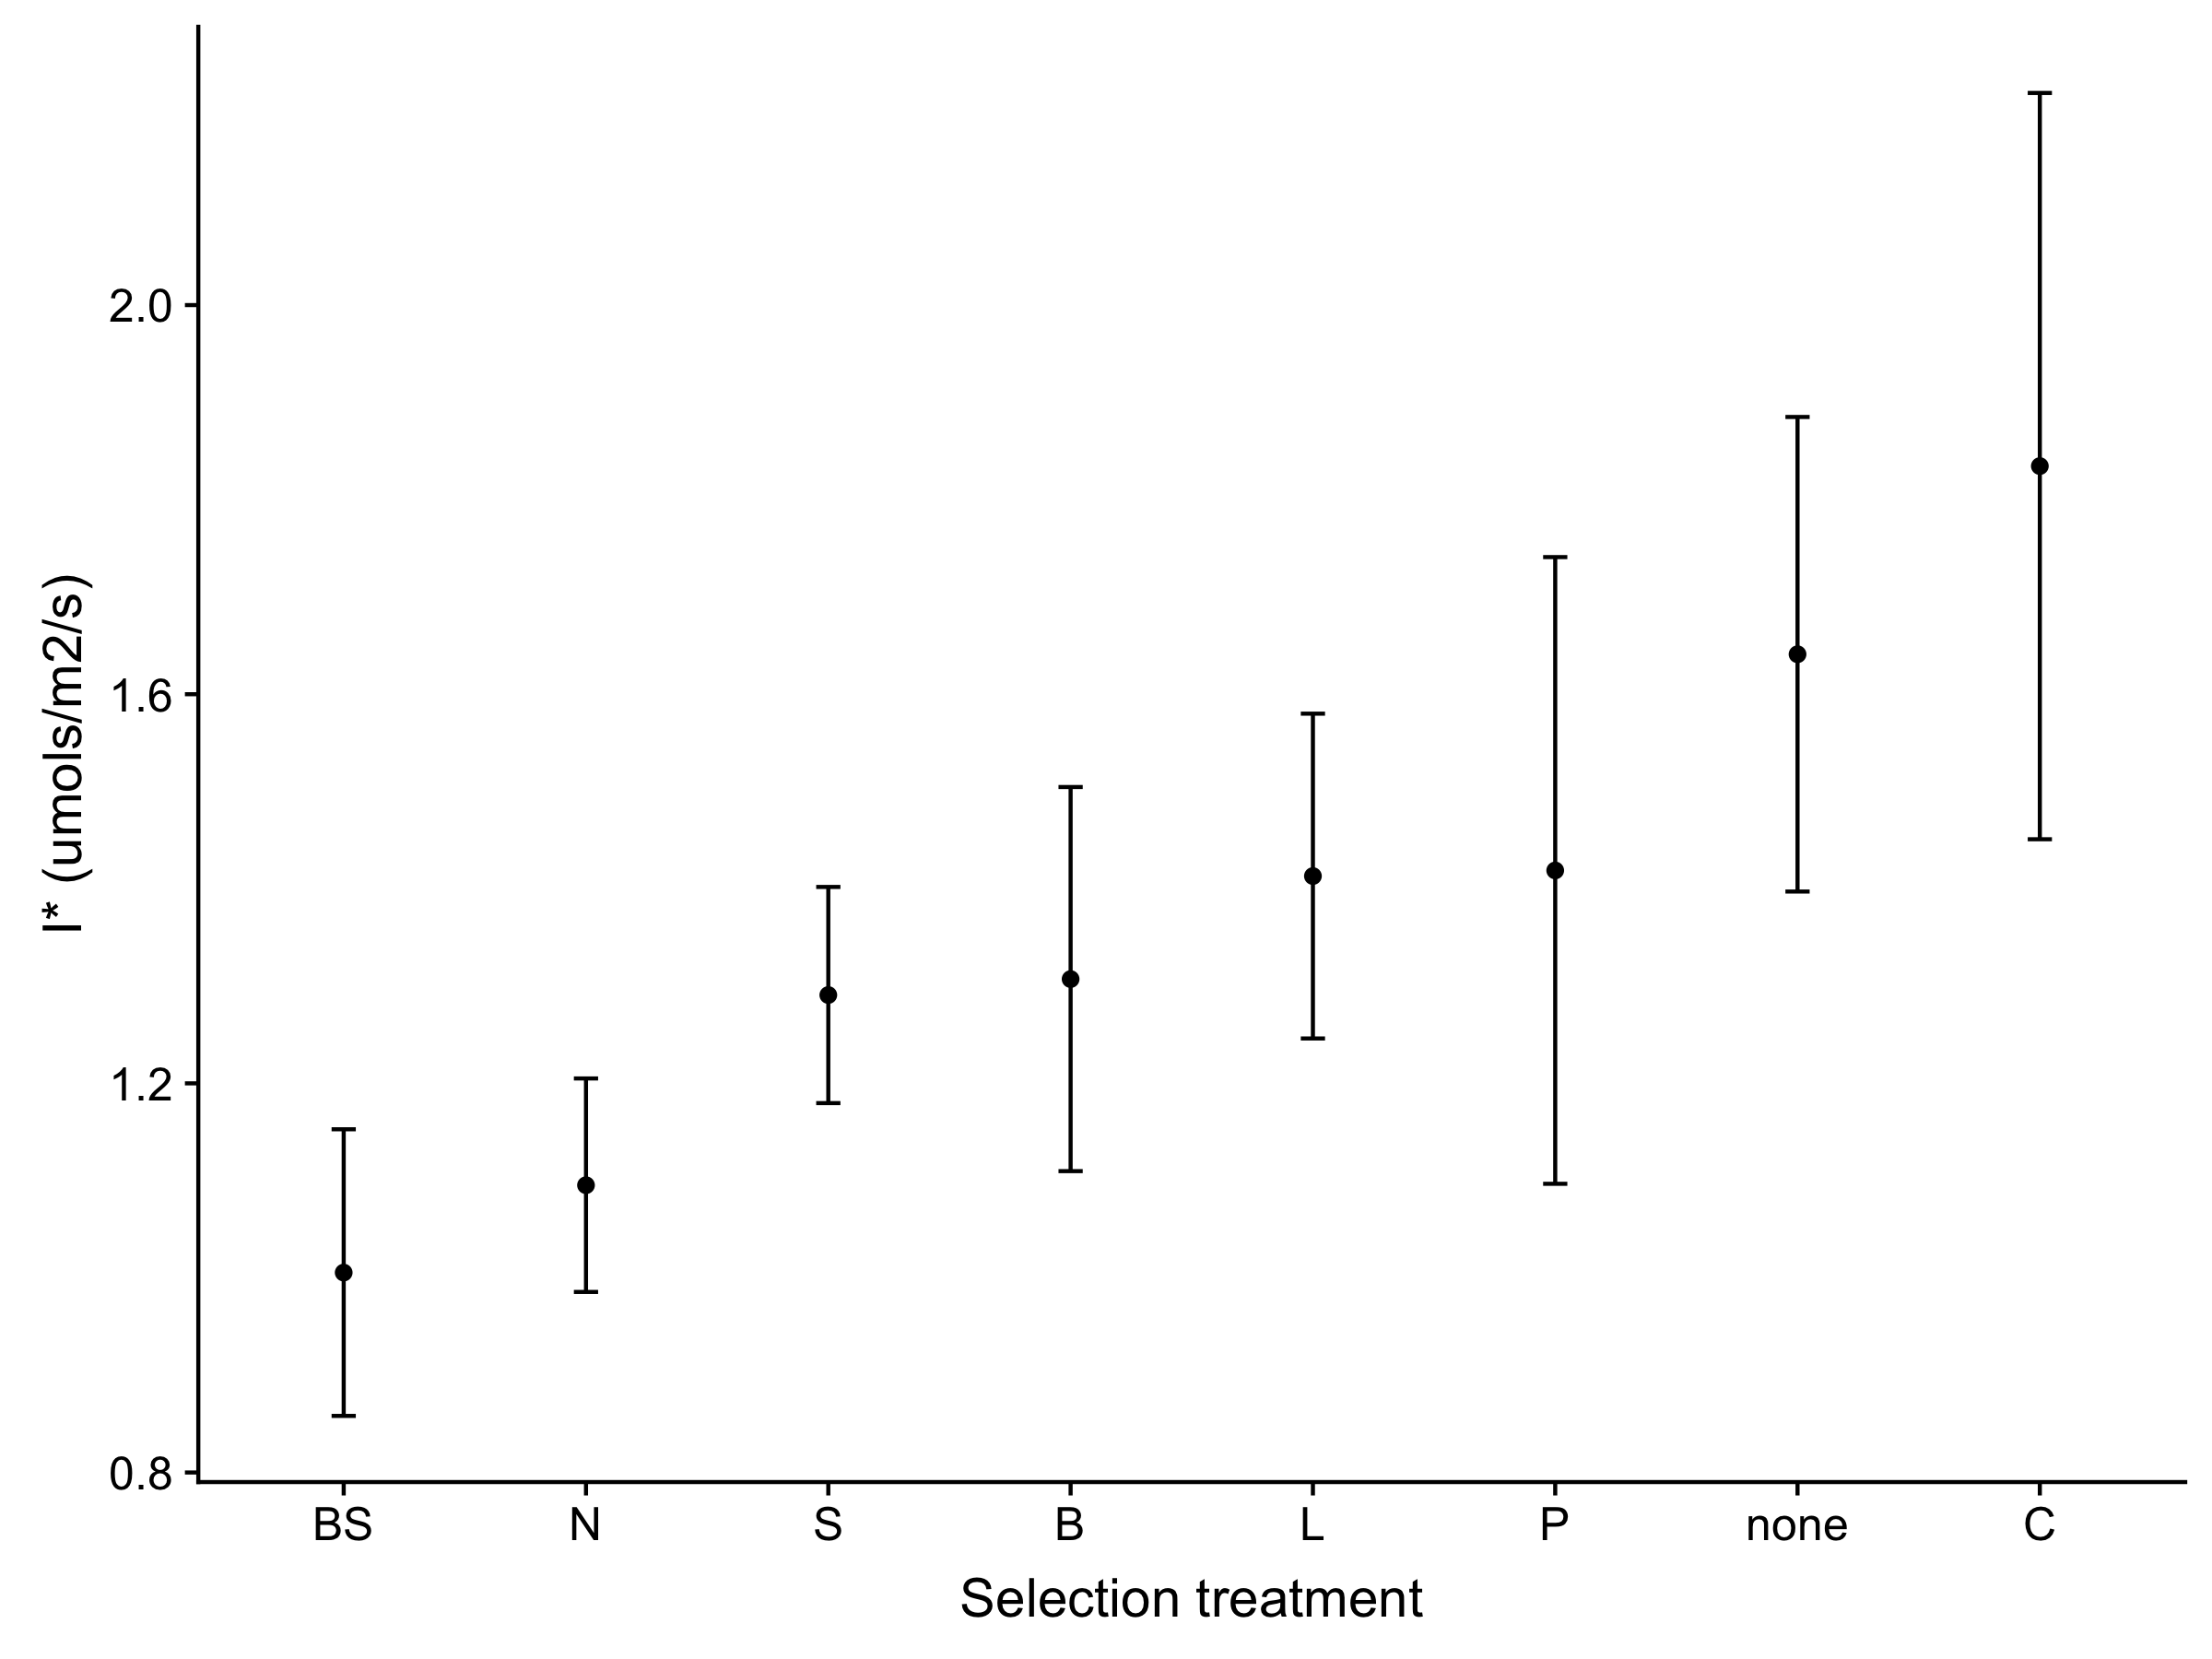 I* (umols/m2/s)
2.0
1.6
1.2
0.8
BS N S B L P none C
Selection treatment